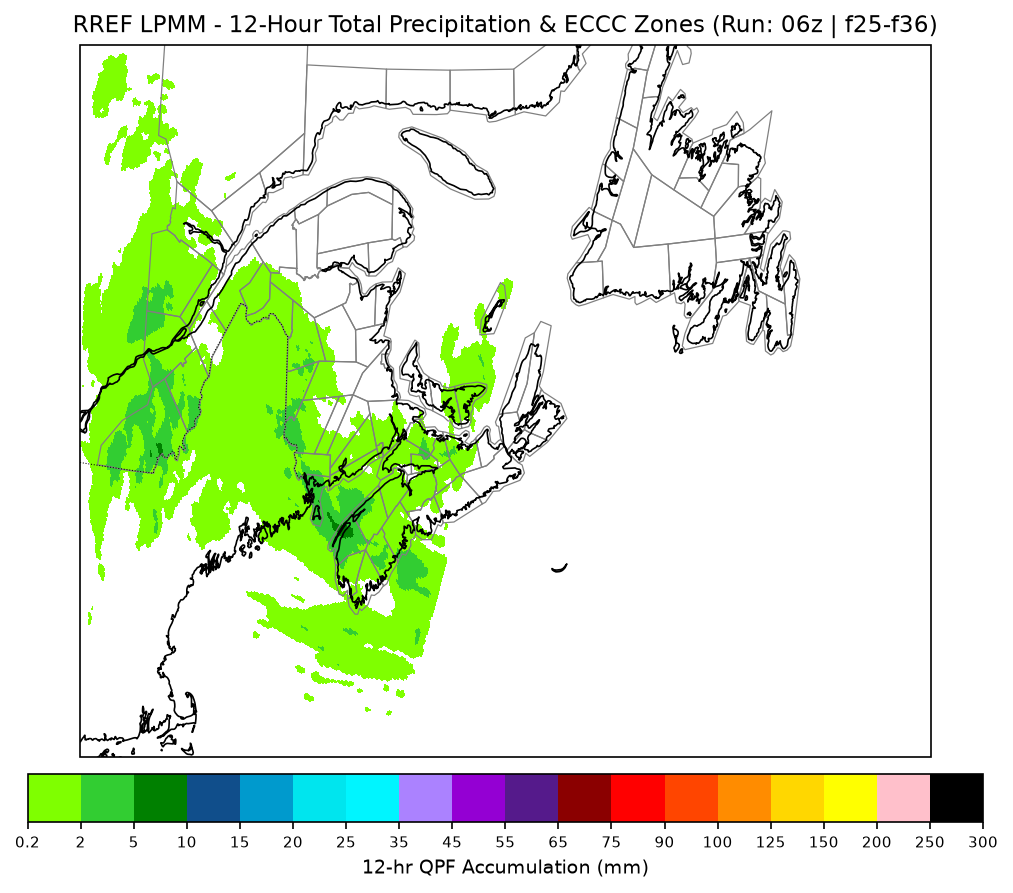 RREF LPMM - 12-Hour Total Precipitation & ECCC Zones (Run: 06z | f25-f36)
0.2 2 5 10 15 20 25 35 45 55 65 75 90 100 125 150 200 250 300
12-hr QPF Accumulation (mm)